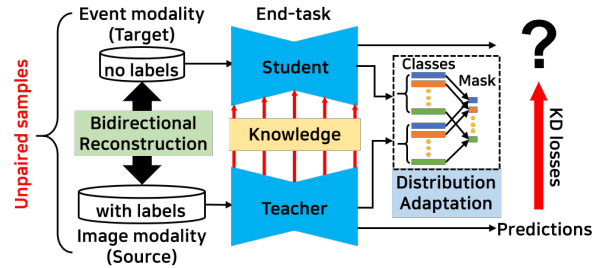 Unpaired samples
Event modality
(Target)
no labels
Bidirectional
Reconstruction
with labels
Image modality
(Source)
End-task
Student
Knowledge
Teacher
Classes
Mask
Distribution
Adaptation
?
KD losses
Predictions